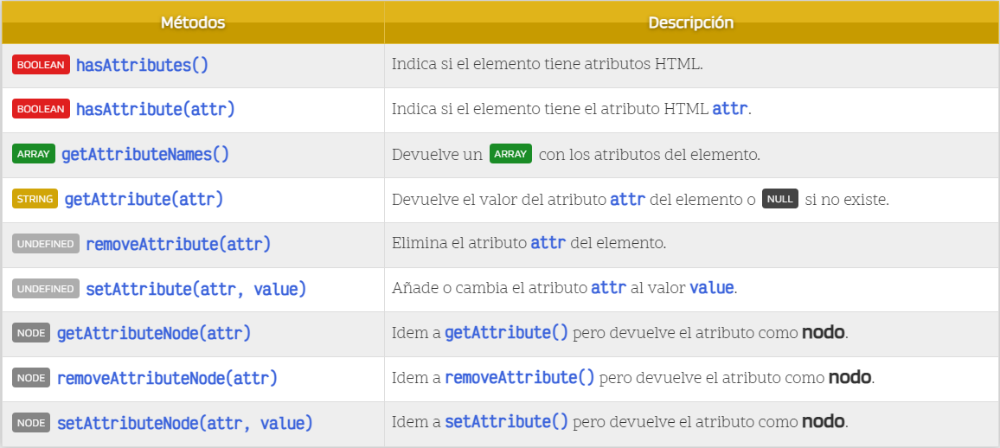 Métodos Descripción
BOOLEAN hasAttributes() Indica si el elemento tiene atributos HTML.
BOOLEAN hasAttribute(attr) Indica si el elemento tiene el atributo HTML attr.
ARRAY getAttributeNames() Devuelve un ARRAY con los atributos del elemento.
STRING getAttribute(attr) Devuelve el valor del atributo attr del elemento o NULL si no existe.
UNDEFINED removeAttribute(attr) Elimina el atributo attr del elemento.
UNDEFINED setAttribute(attr, value) Añade o cambia el atributo attr al valor value.
NODE getAttributeNode(attr) Idem a getAttribute() pero devuelve el atributo como nodo.
NODE removeAttributeNode(attr) Idem a removeAttribute() pero devuelve el atributo como nodo.
NODE setAttributeNode(attr, value) Idem a setAttribute() pero devuelve el atributo como nodo.